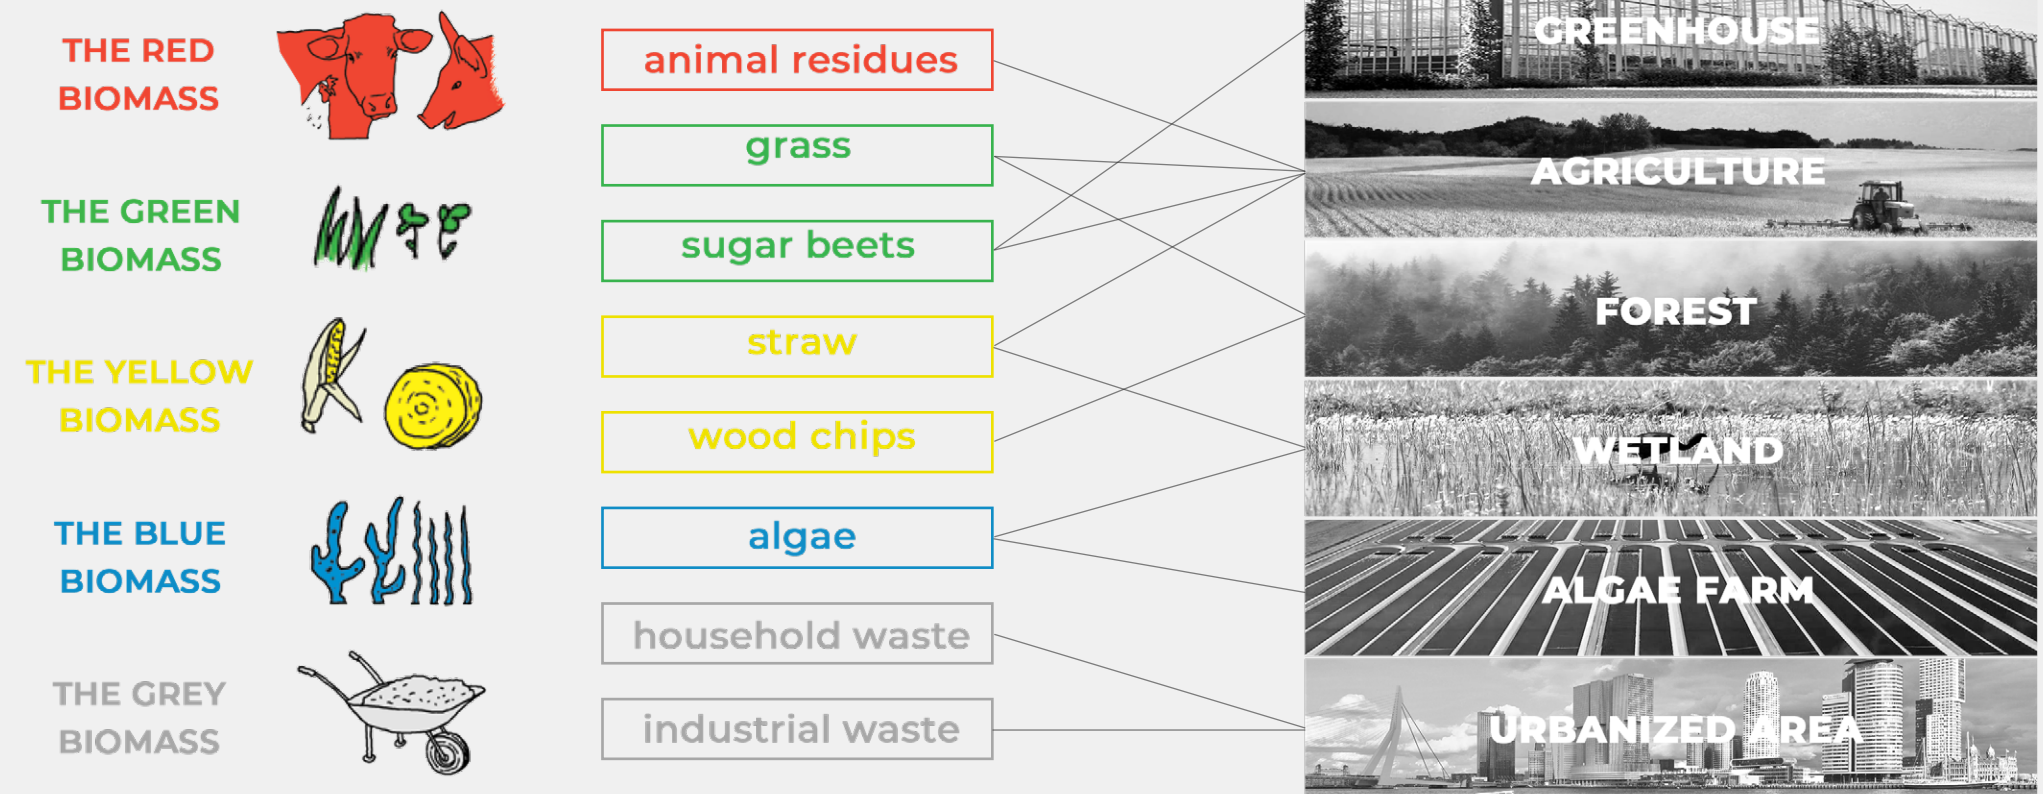 THE RED
BIOMASS
THE GREEN
BIOMASS
THE YELLOW
BIOMASS
THE BLUE
BIOMASS
THE GREY
BIOMASS
animal residues
grass
sugar beets
straw
wood chips
algae
household waste
industrial waste
GREENHOUSE
AGRICULTURE
FOREST
WETLAND
ALGAE FARM
URBANIZED AREA